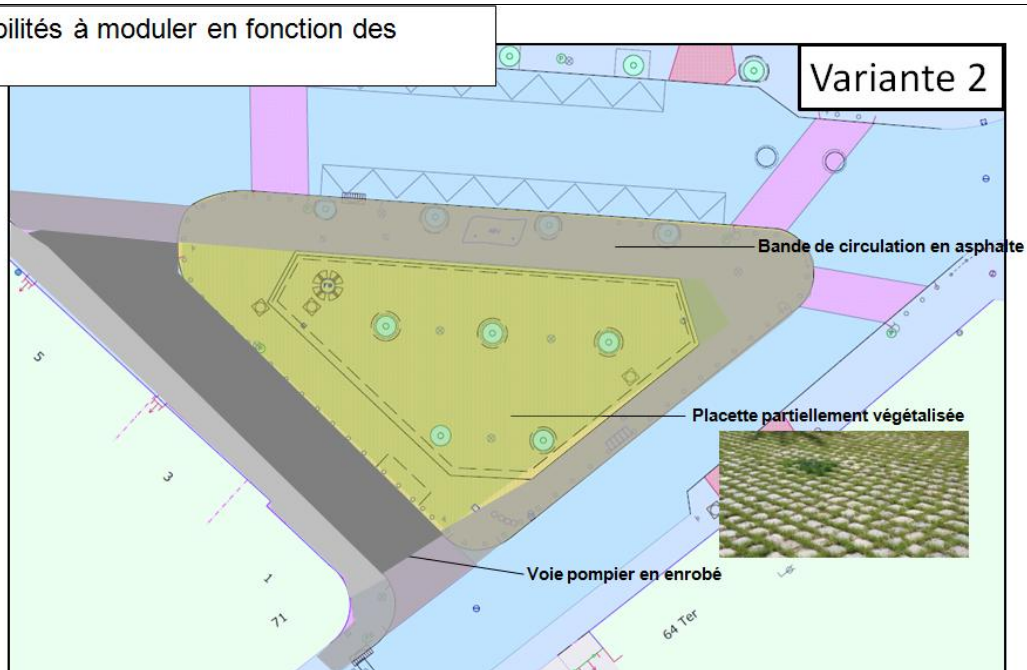 bilités à moduler en fonction des
Variante 2
Bande de circulation en asphalte
Placette partiellement végétalisée
Voie pompier en enrobé
5
3
1
71
64 Ter